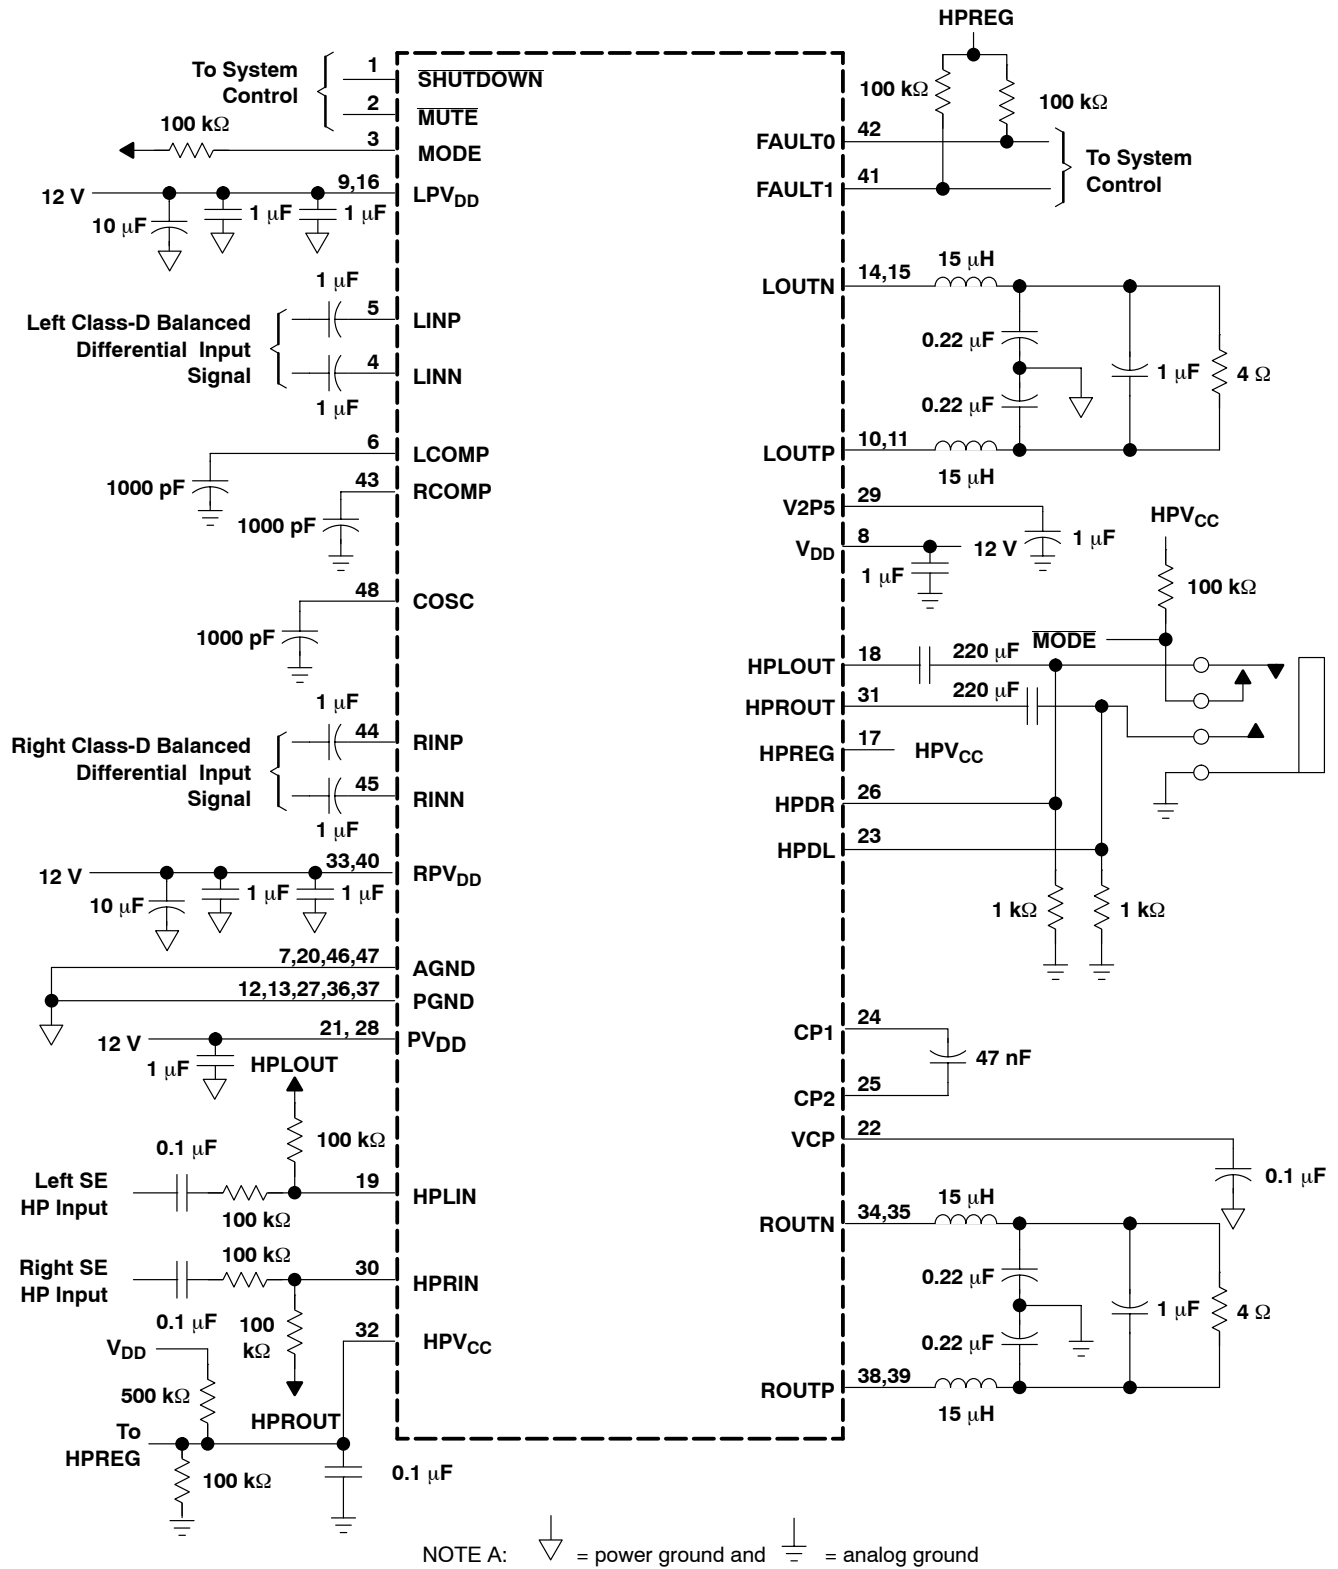 HPREG
To System
Control
1
SHUTDOWN
2
MUTE
100 kΩ
3
MODE
12 V
9,16
LPVDD
10 μF
1 μF
1 μF
1 μF
Left Class-D Balanced
Differential Input
Signal
5
LINP
4
LINN
1 μF
6
LCOMP
1000 pF
43
RCOMP
1000 pF
48
COSC
1000 pF
1 μF
Right Class-D Balanced
Differential Input
Signal
44
RINP
45
RINN
1 μF
12 V
33,40
RPVDD
10 μF
1 μF
1 μF
7,20,46,47
AGND
12,13,27,36,37
PGND
12 V
21, 28
PVDD
1 μF
HPLOUT
100 kΩ
0.1 μF
Left SE
HP Input
19
HPLIN
100 kΩ
100 kΩ
Right SE
HP Input
30
HPRIN
0.1 μF
100
kΩ
32
HPVCC
VDD
500 kΩ
HPROUT
To
HPREG
100 kΩ
0.1 μF
100 kΩ
100 kΩ
FAULT0
42
To System
Control
FAULT1
41
15 μH
LOUTN
14,15
0.22 μF
1 μF
4 Ω
0.22 μF
LOUTP
10,11
15 μH
V2P5
29
1 μF
HPVCC
VDD
8
12 V
1 μF
100 kΩ
MODE
HPLOUT
18
220 μF
HPROUT
31
220 μF
HPREG
17
HPVCC
HPDR
26
HPDL
23
1 kΩ
1 kΩ
CP1
24
47 nF
CP2
25
VCP
22
0.1 μF
15 μH
ROUTN
34,35
0.22 μF
1 μF
4 Ω
0.22 μF
ROUTP
38,39
15 μH
NOTE A: = power ground and = analog ground